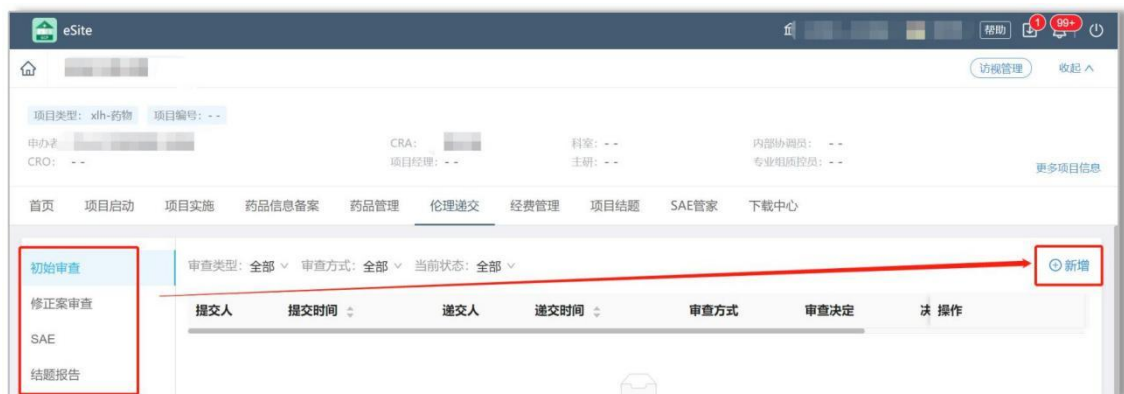 eSite 帮助 1 99+
访视管理 收起
项目类型: xlh-药物 项目编号: - -
申办者 CRA: 科室: - - 内部协调员: - -
CRO: - - 项目经理: - - 主研: - - 专业组质控员: - - 更多项目信息
首页 项目启动 项目实施 药品信息备案 药品管理 伦理递交 经费管理 项目结题 SAE管家 下载中心
初始审查 审查类型: 全部 审查方式: 全部 当前状态: 全部 新增
修正案审查 提交人 提交时间 递交人 递交时间 审查方式 审查决定 决 操作
SAE
结题报告